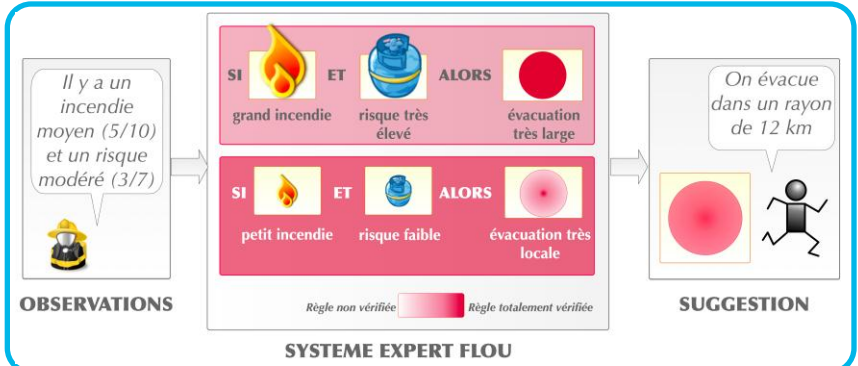 Il y a un
incendie
moyen (5/10)
et un risque
modéré (3/7)
OBSERVATIONS
SI ET ALORS
grand incendie risque très élevé évacuation très large
SI ET ALORS
petit incendie risque faible évacuation très locale
Règle non vérifiée Règle totalement vérifiée
SYSTEME EXPERT FLOU
On évacue
dans un rayon
de 12 km
SUGGESTION